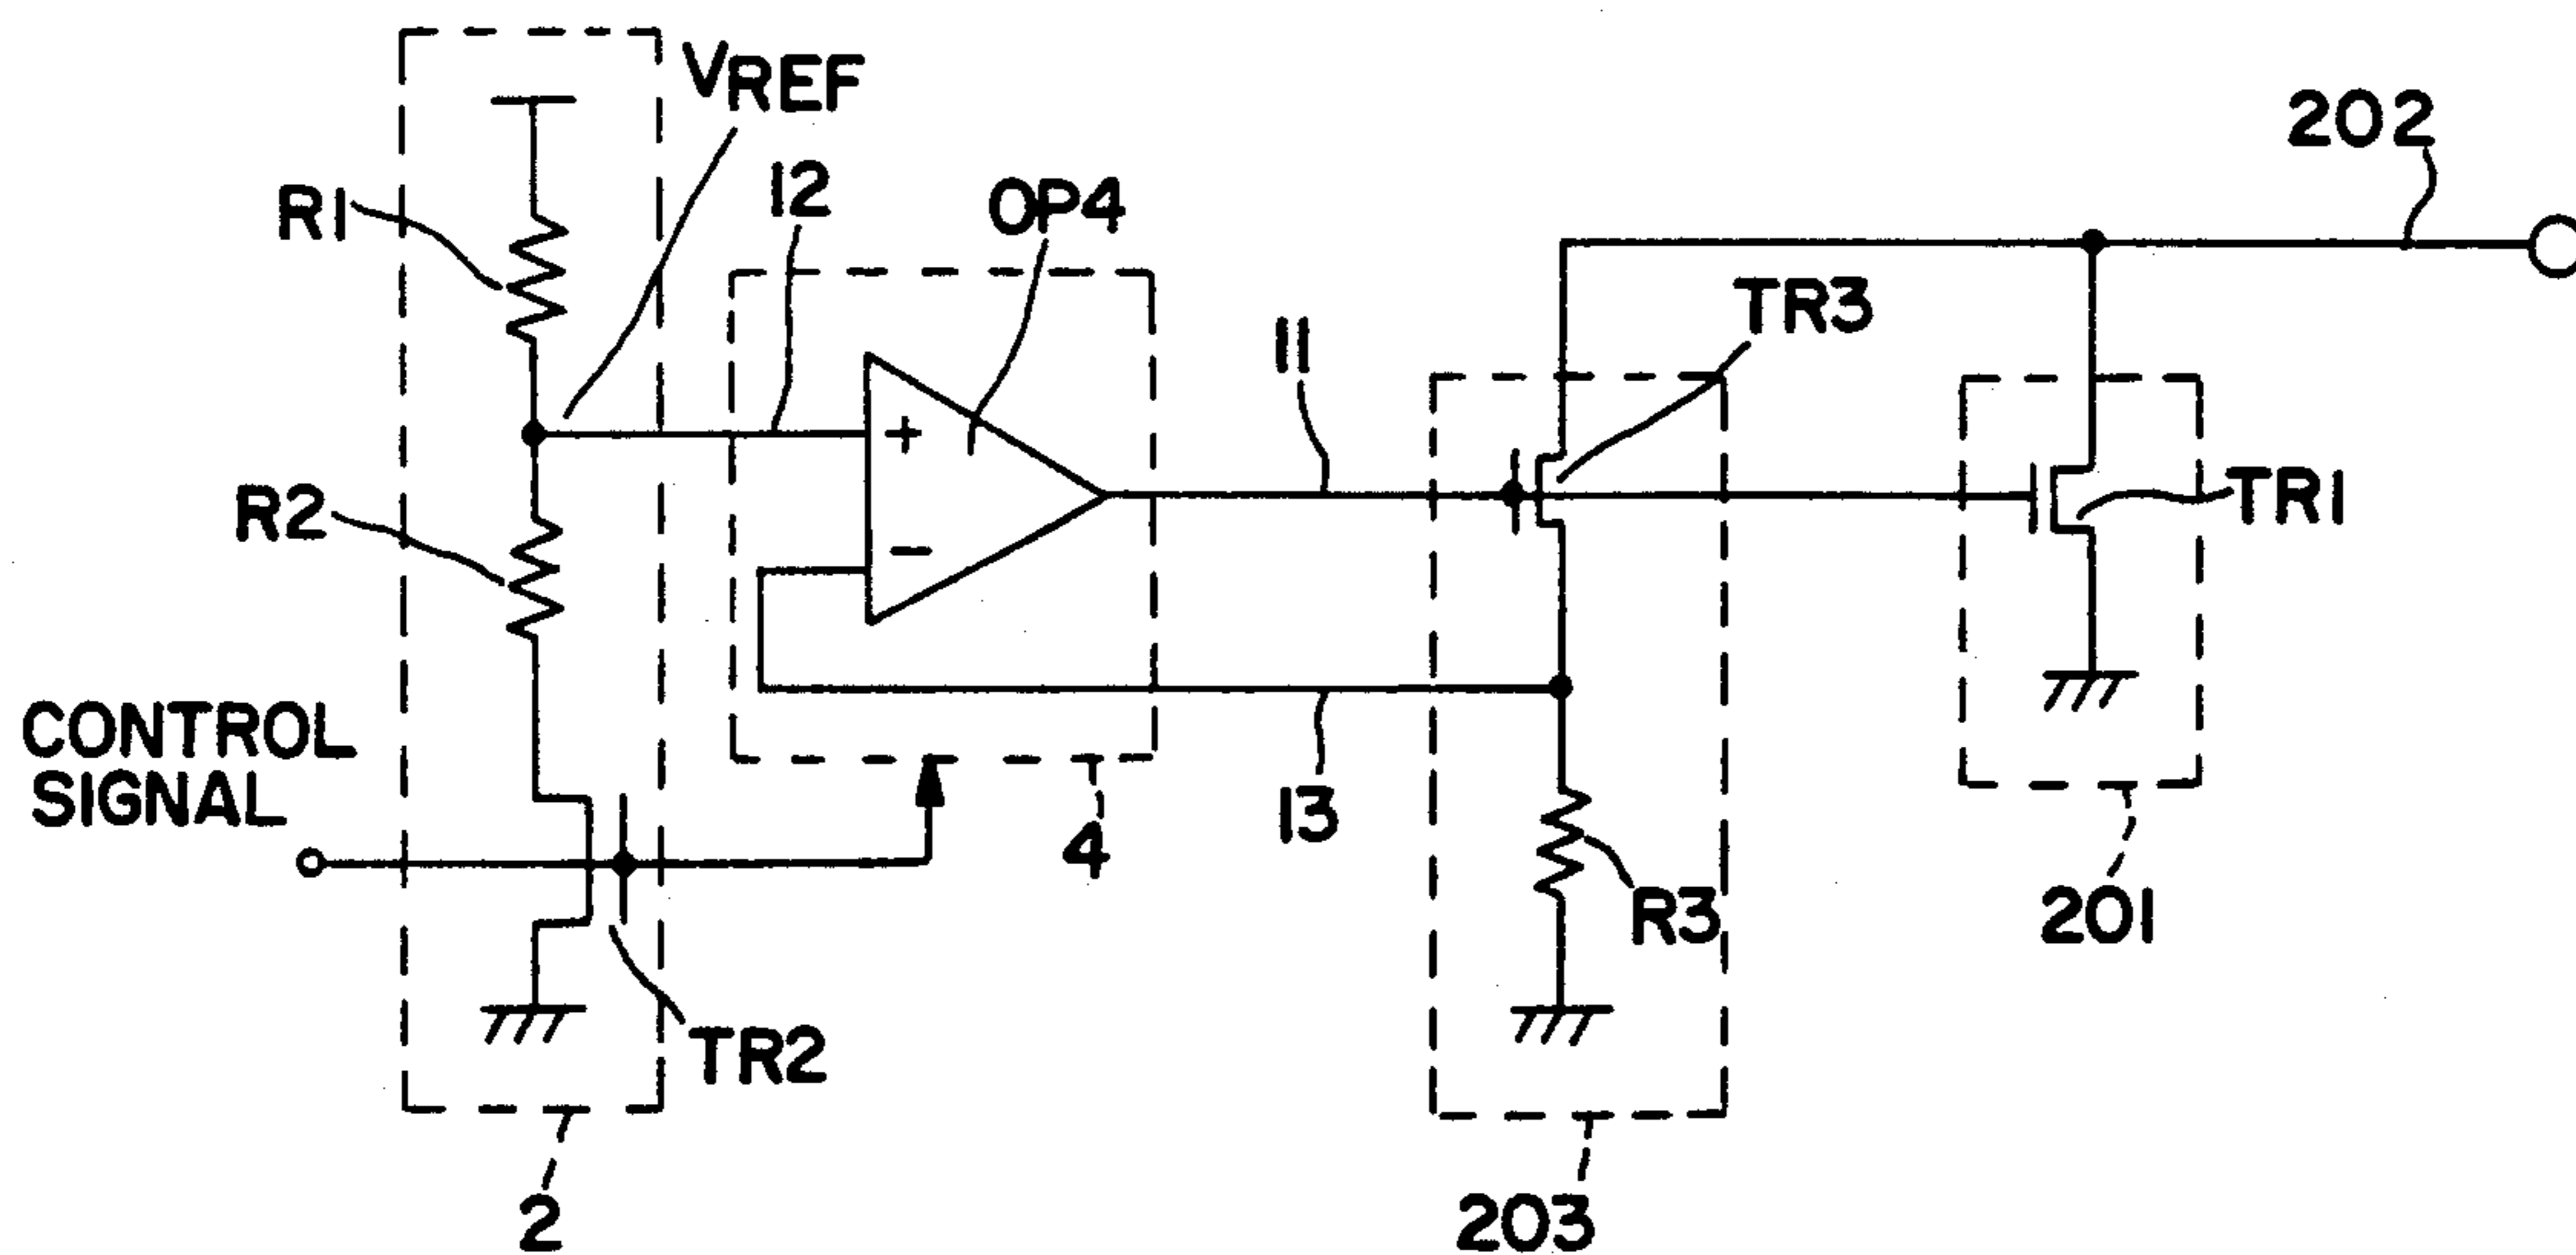 VREF
202
R1
12
OP4
TR3
11
R2
TR1
CONTROL
SIGNAL
13
4
R3
201
TR2
2
203